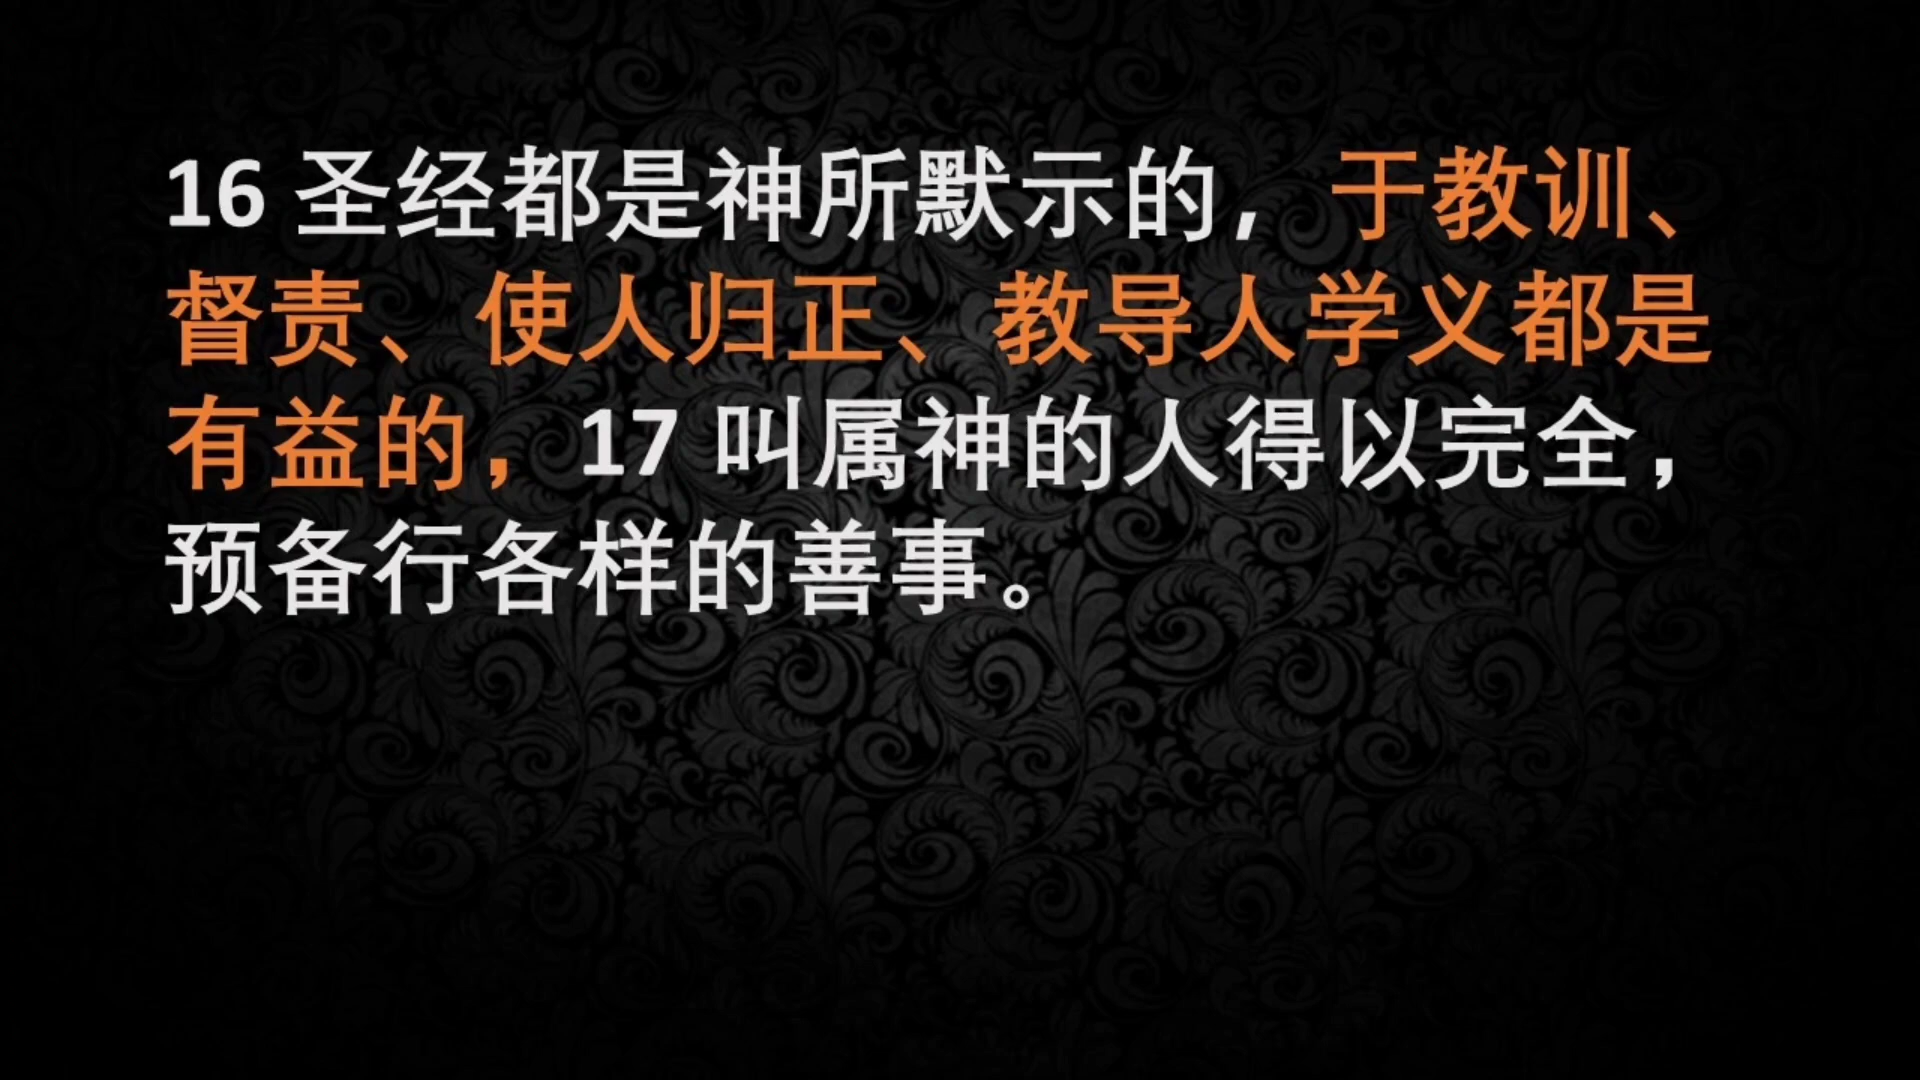 16 圣经都是神所默示的，于教训、
督责、使人归正、教导人学义都是
有益的，17 叫属神的人得以完全，
预备行各样的善事。